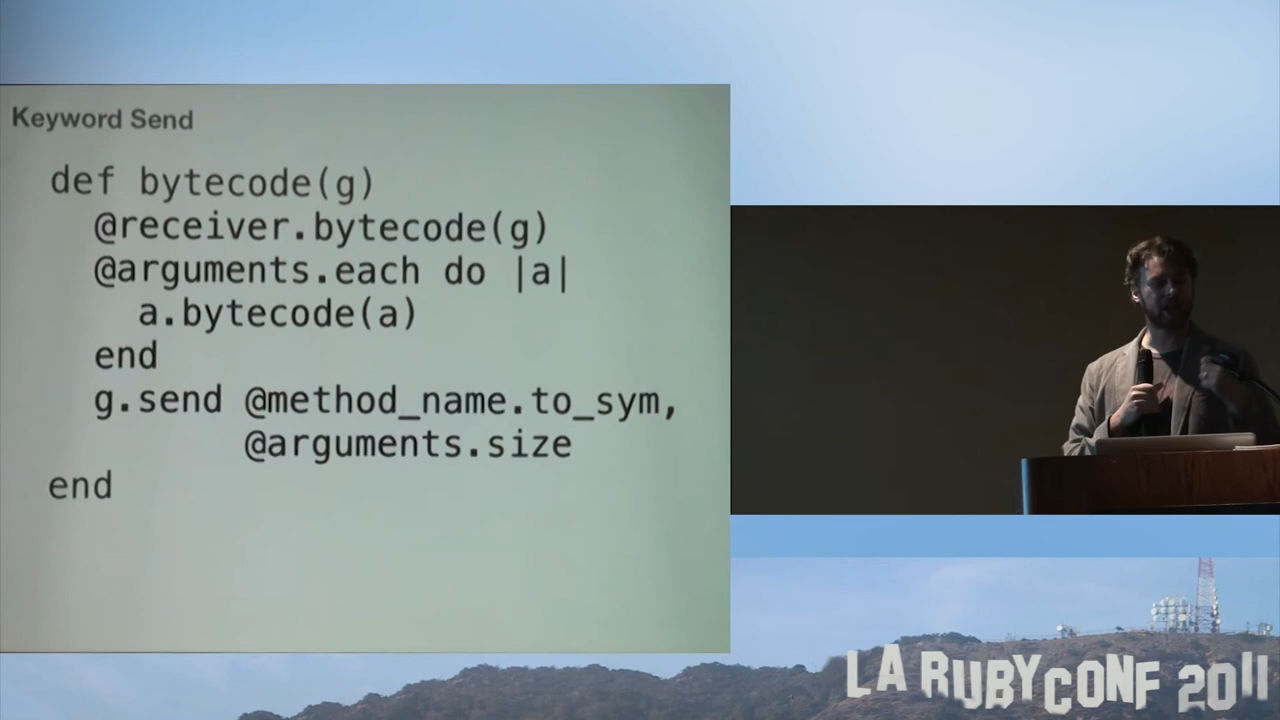 Keyword Send
def bytecode(g)
@receiver.bytecode(g)
@arguments.each do |a|
a.bytecode(a)
end
g.send @method_name.to_sym,
@arguments.size
end
LA RUBYCONF 2011